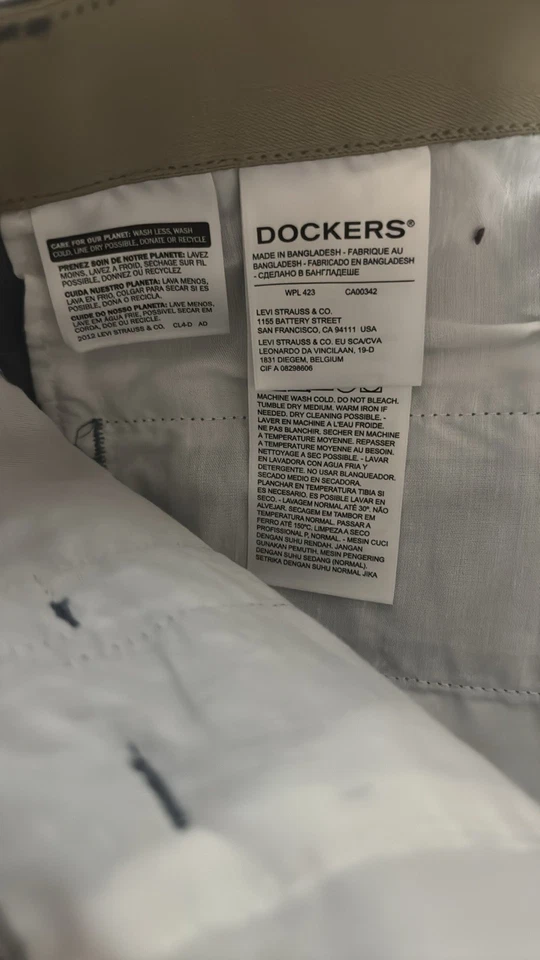 CARE FOR OUR PLANET: WASH LESS, WASH
COLD, LINE DRY POSSIBLE, DONATE OR RECYCLE
PRENEZ SOIN DE NOTRE PLANETE: LAVEZ
MOINS, LAVEZ A FROID, SECHAGE SUR FIL
POSSIBLE, DONNEZ OU RECYCLEZ
CUIDA NUESTRO PLANETA: LAVA MENOS,
LAVA EN FRIO, COLGAR PARA SECAR SI ES
POSIBLE, DONA O RECICLA.
CUIDE DO NOSSO PLANETA: LAVE MENOS,
LAVE EM ÁGUA FRIE, POSSIVEL SECAR EM
CORDA, DOE OU RECICLE.
2012 LEVI STRAUSS & CO. CL4-D AD
DOCKERS®
MADE IN BANGLADESH - FABRIQUE AU
BANGLADESH - FABRICADO EN BANGLADESH
- СДЕЛАНО В БАНГЛАДЕШЕ
WPL 423 CA00342
LEVI STRAUSS & CO.
1155 BATTERY STREET
SAN FRANCISCO, CA 94111 USA
LEVI STRAUSS & CO. EU SCA/CVA
LEONARDO DA VINCILAAN, 19-D
1831 DIEGEM, BELGIUM
CIF A 08298606
MACHINE WASH COLD. DO NOT BLEACH.
TUMBLE DRY MEDIUM. WARM IRON IF
NEEDED. DRY CLEANING POSSIBLE. -
LAVER EN MACHINE A L'EAU FROIDE.
NE PAS BLANCHIR. SECHER EN MACHINE
A TEMPERATURE MOYENNE. REPASSER
A TEMPERATURE MOYENNE AU BESOIN.
NETTOYAGE A SEC POSSIBLE. - LAVAR
EN LAVADORA CON AGUA FRIA Y
DETERGENTE. NO USAR BLANQUEADOR.
SECADO MEDIO EN SECADORA.
PLANCHAR EN TEMPERATURA TIBIA SI
ES NECESARIO. ES POSIBLE LAVAR EN
SECO. - LAVAGEM NORMAL ATÉ 30º. NÃO
ALVEJAR. SECAGEM EM TAMBOR EM
TEMPERATURA NORMAL. PASSAR A
FERRO ATÉ 150ºC. LIMPEZA A SECO
PROFISSIONAL P, NORMAL. - MESIN CUCI
DENGAN SUHU RENDAH. JANGAN
GUNAKAN PEMUTIH. MESIN PENGERING
DENGAN SUHU SEDANG (NORMAL).
SETRIKA DENGAN SUHU NORMAL JIKA